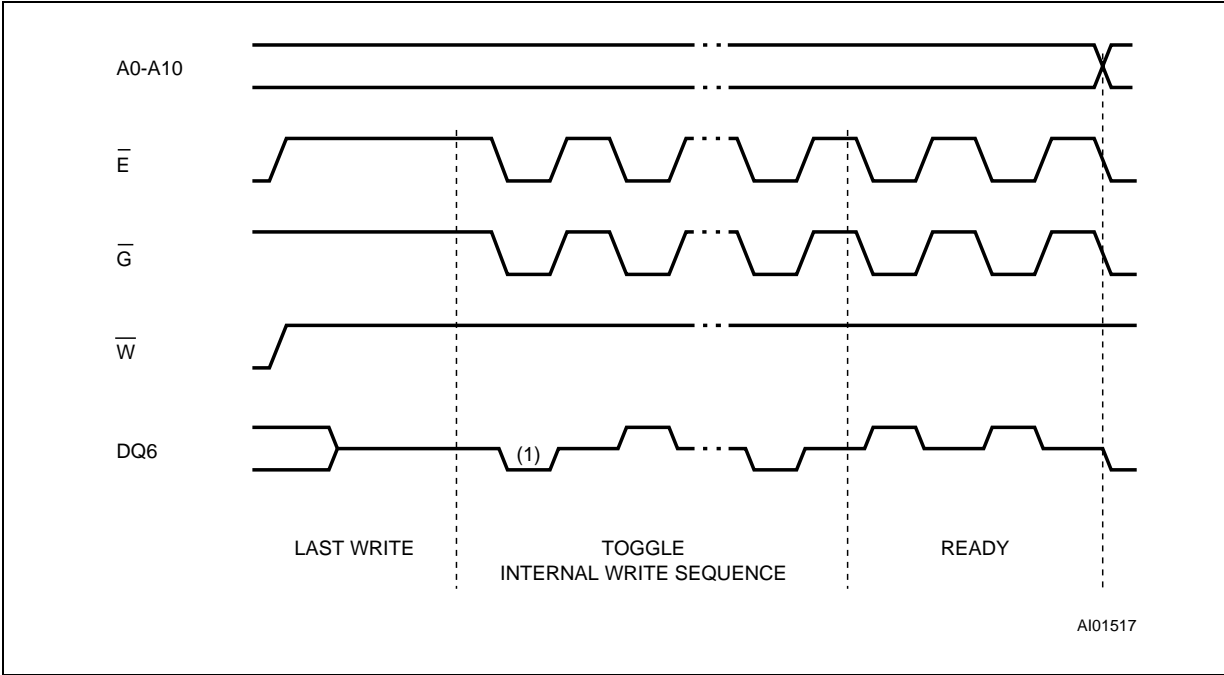 A0-A10
E̅
G̅
W̅
DQ6
(1)
LAST WRITE
TOGGLE
INTERNAL WRITE SEQUENCE
READY
AI01517